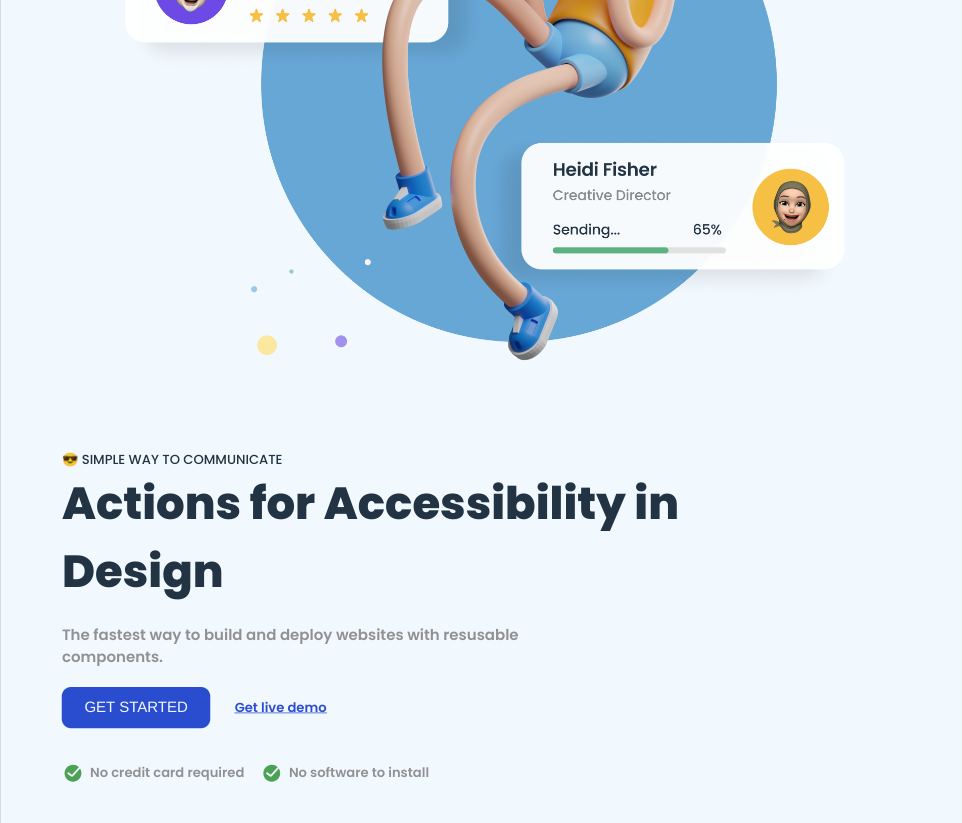 Heidi Fisher
Creative Director
Sending... 65%
😎 SIMPLE WAY TO COMMUNICATE
Actions for Accessibility in
Design
The fastest way to build and deploy websites with resusable
components.
GET STARTED Get live demo
No credit card required No software to install